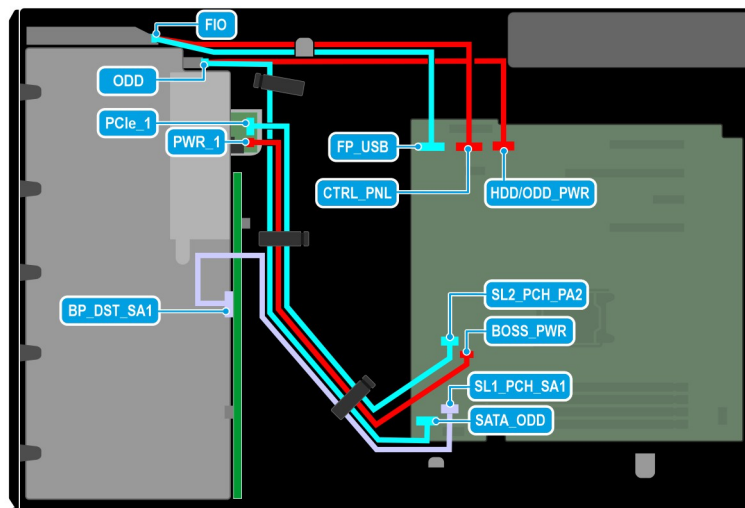 FIO
ODD
PCIe_1
PWR_1
FP_USB
CTRL_PNL
HDD/ODD_PWR
BP_DST_SA1
SL2_PCH_PA2
BOSS_PWR
SL1_PCH_SA1
SATA_ODD